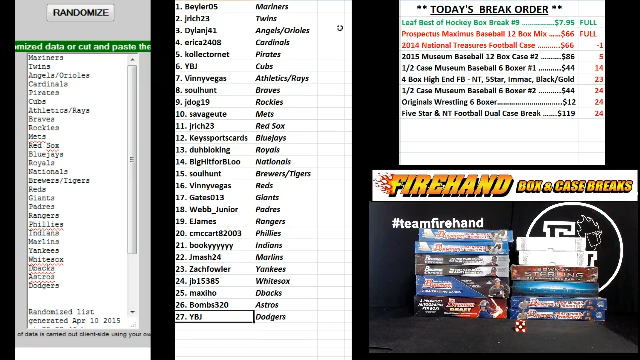 RANDOMIZE
omized data or cut and paste the
Mariners
Twins
Angels/Orioles
Cardinals
Pirates
Cubs
Athletics/Rays
Braves
Rockies
Mets
Red Sox
Bluejays
Royals
Nationals
Brewers/Tigers
Reds
Giants
Padres
Rangers
Phillies
Indians
Marlins
Yankees
Whitesox
Dbacks
Astros
Dodgers
Randomized list
generated Apr 10 2015
of data is carried out client-side using your own
1. Beyler05 Mariners
2. jrich23 Twins
3. Dylanj41 Angels/Orioles
4. erica2408 Cardinals
5. kollectornet Pirates
6. YBJ Cubs
7. Vinnyvegas Athletics/Rays
8. soulhunt Braves
9. jdog19 Rockies
10. savageute Mets
11. jrich23 Red Sox
12. Keyssportscards Bluejays
13. duhbloking Royals
14. BigHitforBLoo Nationals
15. soulhunt Brewers/Tigers
16. Vinnyvegas Reds
17. Gates013 Giants
18. Webb_Junior Padres
19. EJames Rangers
20. cmccart82003 Phillies
21. bookyyyyyy Indians
22. Jmash24 Marlins
23. Zachfowler Yankees
24. jb15385 Whitesox
25. maxiho Dbacks
26. Bombs320 Astros
27. YBJ Dodgers
** TODAY'S BREAK ORDER **
Leaf Best of Hockey Box Break #9 $7.95 FULL
Prospectus Maximus Baseball 12 Box Mix $66 FULL
2014 National Treasures Football Case $66 -1
2015 Museum Baseball 12 Box Case #2 $86 5
1/2 Case Museum Baseball 6 Boxer #1 $44 14
4 Box High End FB - NT, 5Star, Immac, Black/Gold 23
1/2 Case Museum Baseball 6 Boxer #2 $44 24
Originals Wrestling 6 Boxer $12 24
Five Star & NT Football Dual Case Break $119 24
FIREHAND
BOX & CASE BREAKS
#teamfirehand
STERLING
DRAFT